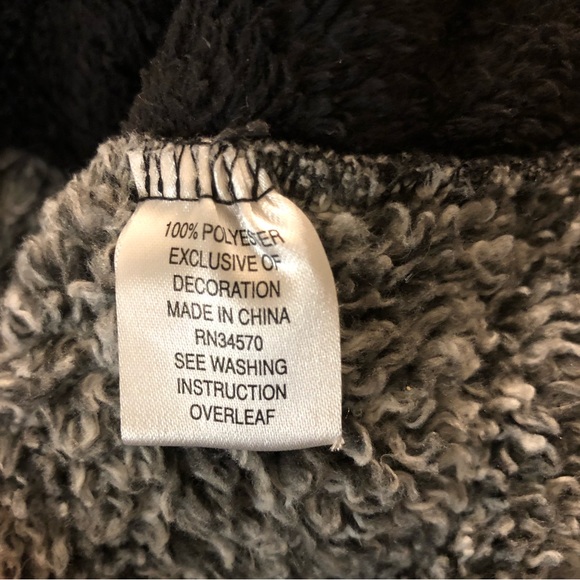 100% POLYESTER
EXCLUSIVE OF
DECORATION
MADE IN CHINA
RN34570
SEE WASHING
INSTRUCTION
OVERLEAF